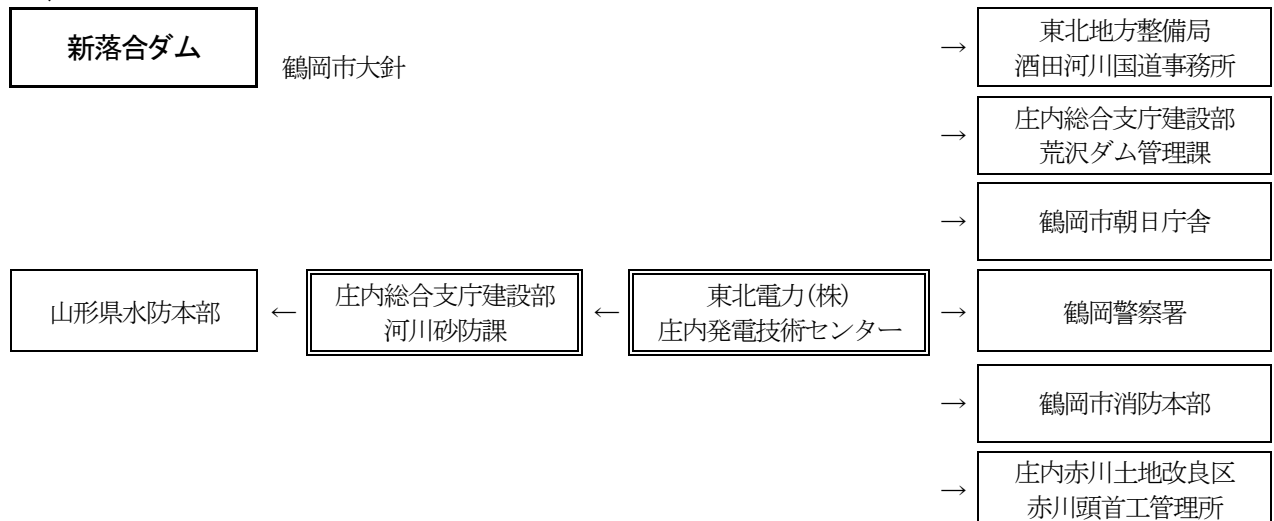 新落合ダム
鶴岡市大針
→
東北地方整備局
酒田河川国道事務所
→
庄内総合支庁建設部
荒沢ダム管理課
→
鶴岡市朝日庁舎
山形県水防本部
←
庄内総合支庁建設部
河川砂防課
←
東北電力(株)
庄内発電技術センター
→
鶴岡警察署
→
鶴岡市消防本部
→
庄内赤川土地改良区
赤川頭首工管理所